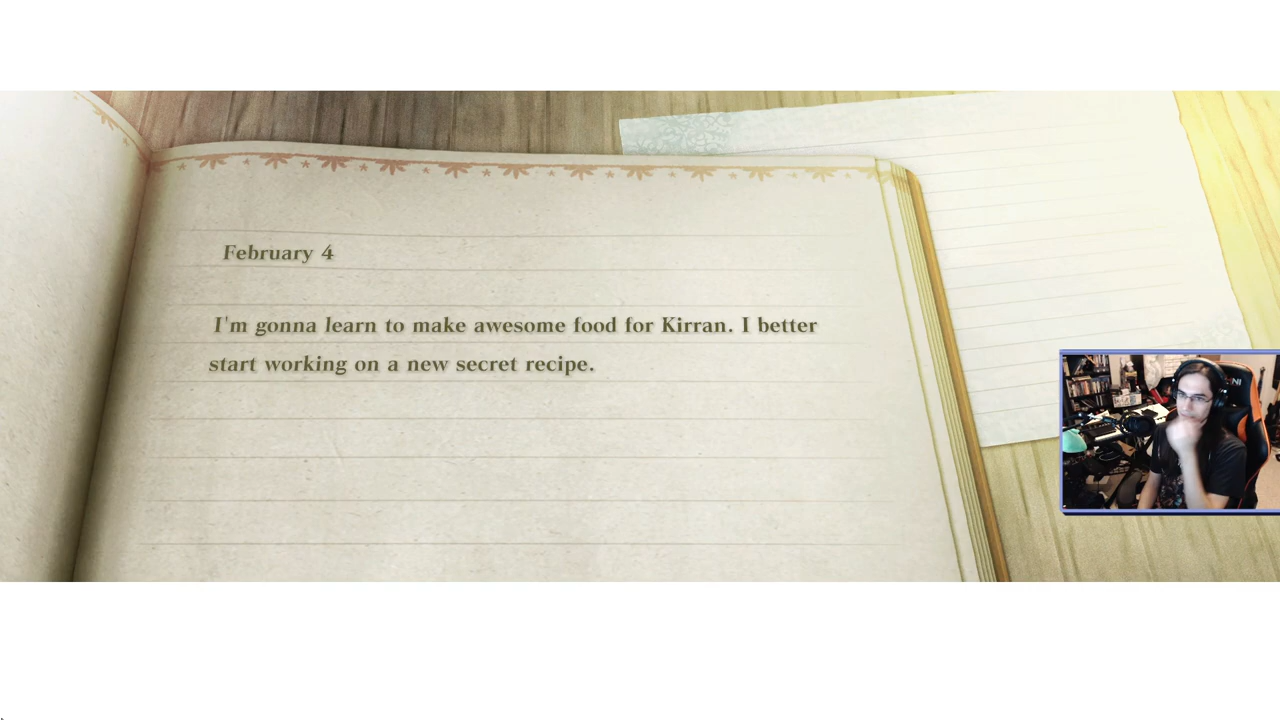 February 4
I'm gonna learn to make awesome food for Kirran. I better
start working on a new secret recipe.